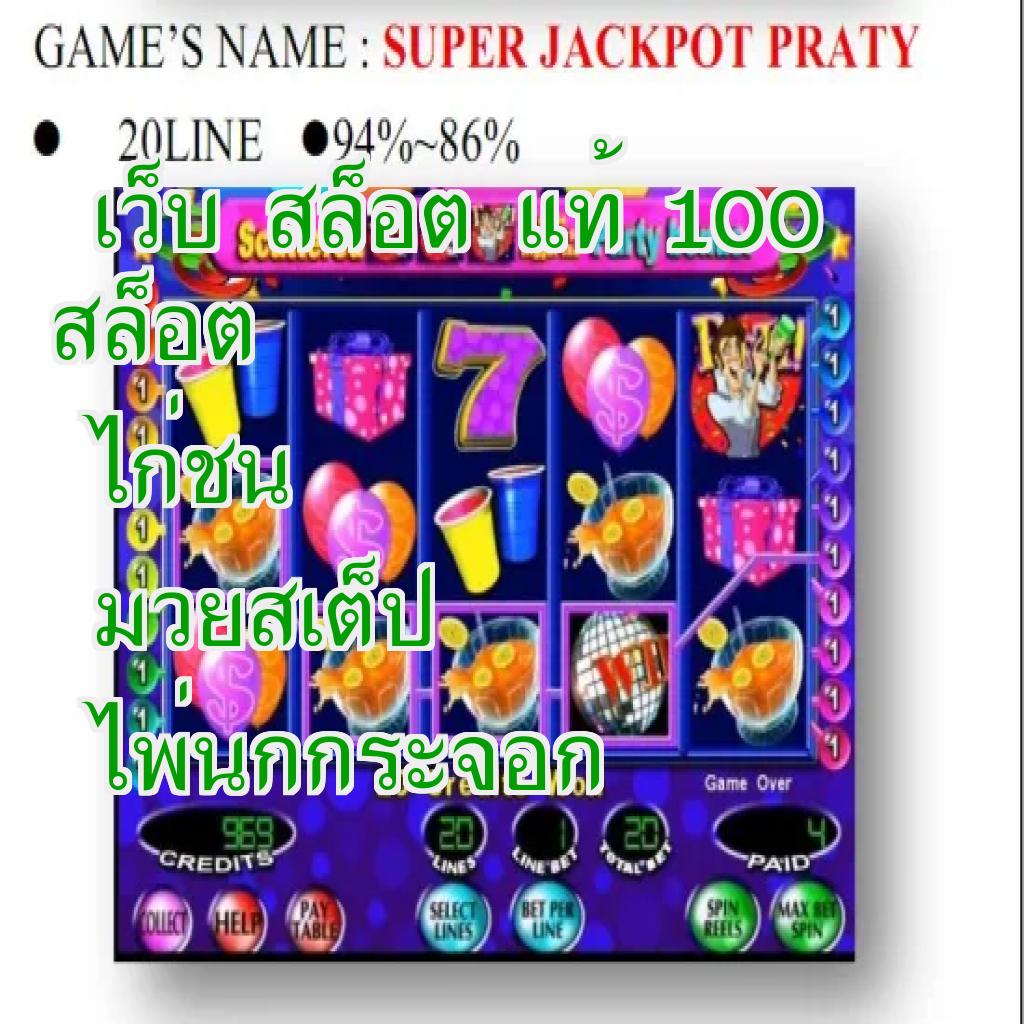 GAME'S NAME : SUPER JACKPOT PRATY
● 20LINE ●94%~86%
เว็บ สล็อต แท้ 100
สล็อต
ไก่ชน
มวยสเต็ป
ไพ่นกกระจอก
Game Over
969
20
1
20
4
CREDITS
LINES
LINE BET
TOTAL BET
PAID
COLLECT
HELP
PAY TABLE
SELECT LINES
BET PER LINE
SPIN REELS
MAX BET SPIN